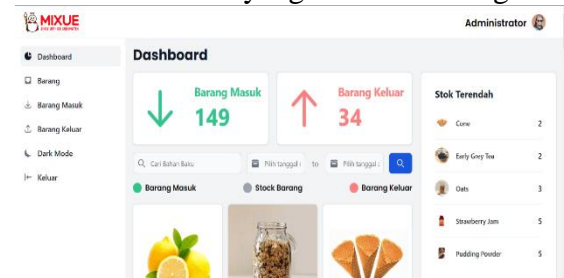 MIXUE
Administrator
Dashboard
Barang
Barang Masuk
Barang Keluar
Dark Mode
Keluar
Dashboard
Barang Masuk
149
Barang Keluar
34
Cari Bahan Baku
Pilih tanggal
to
Pilih tanggal
Barang Masuk
Stock Barang
Barang Keluar
Stok Terendah
Cone 2
Early Grey Tea 2
Oats 3
Strawberry Jam 5
Pudding Powder 5